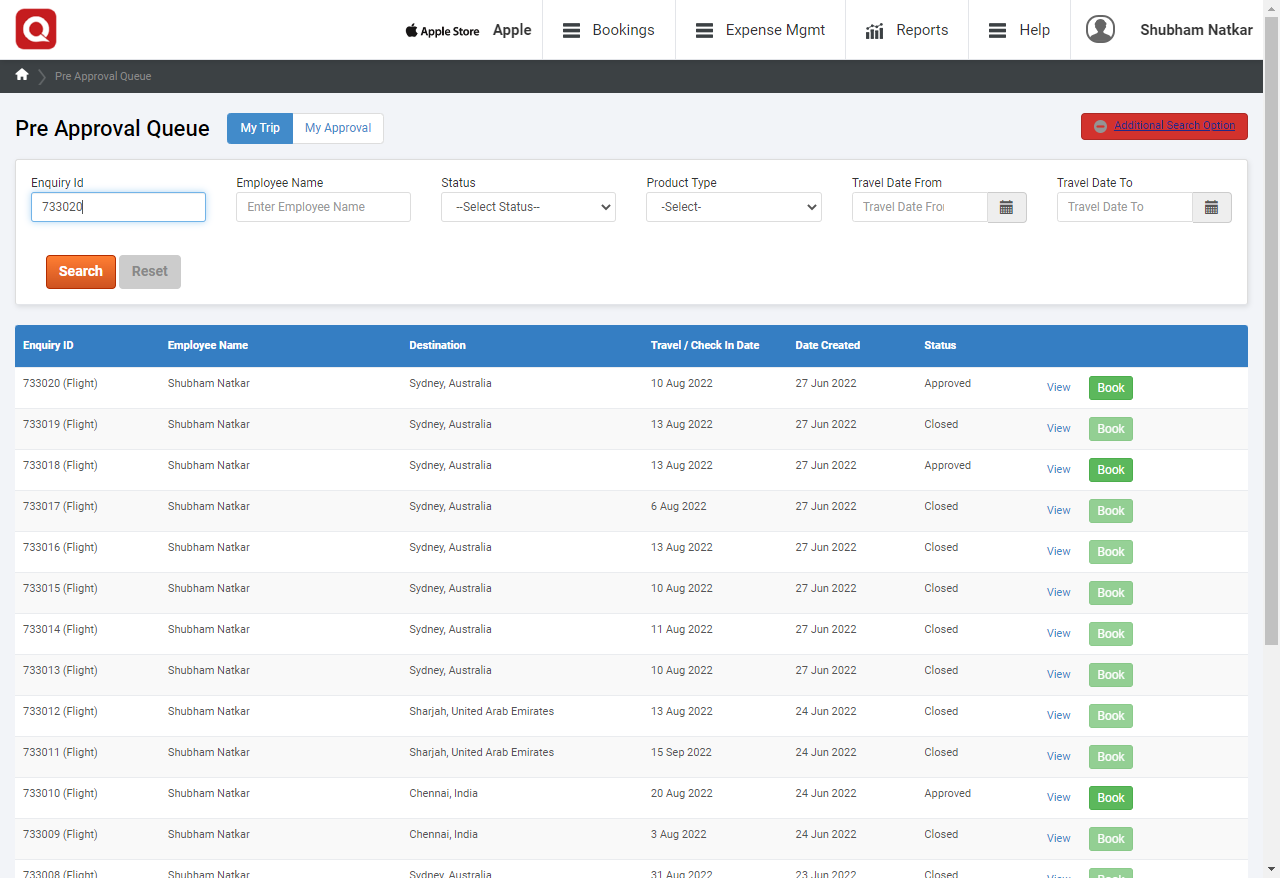 Apple Store Apple Bookings Expense Mgmt Reports Help Shubham Natkar
Pre Approval Queue
Pre Approval Queue My Trip My Approval Additional Search Option
Enquiry Id Employee Name Status Product Type Travel Date From Travel Date To
733020 Enter Employee Name --Select Status-- -Select- Travel Date Fro Travel Date To
Search Reset
Enquiry ID Employee Name Destination Travel / Check In Date Date Created Status
733020 (Flight) Shubham Natkar Sydney, Australia 10 Aug 2022 27 Jun 2022 Approved View Book
733019 (Flight) Shubham Natkar Sydney, Australia 13 Aug 2022 27 Jun 2022 Closed View Book
733018 (Flight) Shubham Natkar Sydney, Australia 13 Aug 2022 27 Jun 2022 Approved View Book
733017 (Flight) Shubham Natkar Sydney, Australia 6 Aug 2022 27 Jun 2022 Closed View Book
733016 (Flight) Shubham Natkar Sydney, Australia 13 Aug 2022 27 Jun 2022 Closed View Book
733015 (Flight) Shubham Natkar Sydney, Australia 10 Aug 2022 27 Jun 2022 Closed View Book
733014 (Flight) Shubham Natkar Sydney, Australia 11 Aug 2022 27 Jun 2022 Closed View Book
733013 (Flight) Shubham Natkar Sydney, Australia 10 Aug 2022 27 Jun 2022 Closed View Book
733012 (Flight) Shubham Natkar Sharjah, United Arab Emirates 13 Aug 2022 24 Jun 2022 Closed View Book
733011 (Flight) Shubham Natkar Sharjah, United Arab Emirates 15 Sep 2022 24 Jun 2022 Closed View Book
733010 (Flight) Shubham Natkar Chennai, India 20 Aug 2022 24 Jun 2022 Approved View Book
733009 (Flight) Shubham Natkar Chennai, India 3 Aug 2022 24 Jun 2022 Closed View Book
733008 (Flight) Shubham Natkar Sydney, Australia 31 Aug 2022 23 Jun 2022 Closed View Book